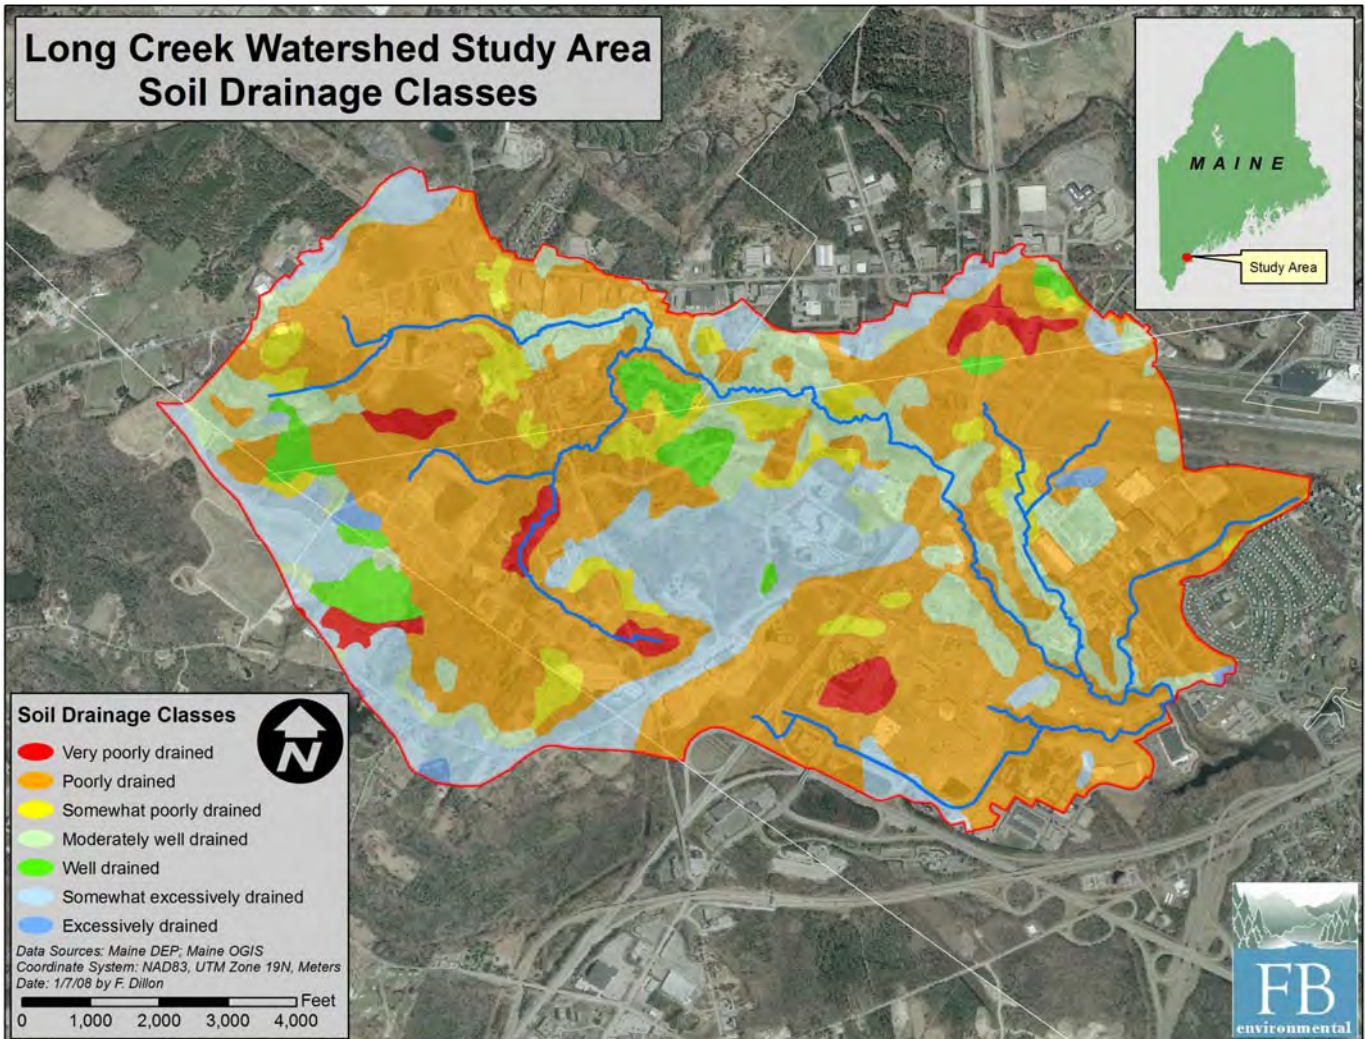 Long Creek Watershed Study Area
Soil Drainage Classes
MAINE
Study Area
Soil Drainage Classes
N
Very poorly drained
Poorly drained
Somewhat poorly drained
Moderately well drained
Well drained
Somewhat excessively drained
Excessively drained
Data Sources: Maine DEP; Maine OGIS
Coordinate System: NAD83, UTM Zone 19N, Meters
Date: 1/7/08 by F. Dillon
Feet
0 1,000 2,000 3,000 4,000
FB
environmental